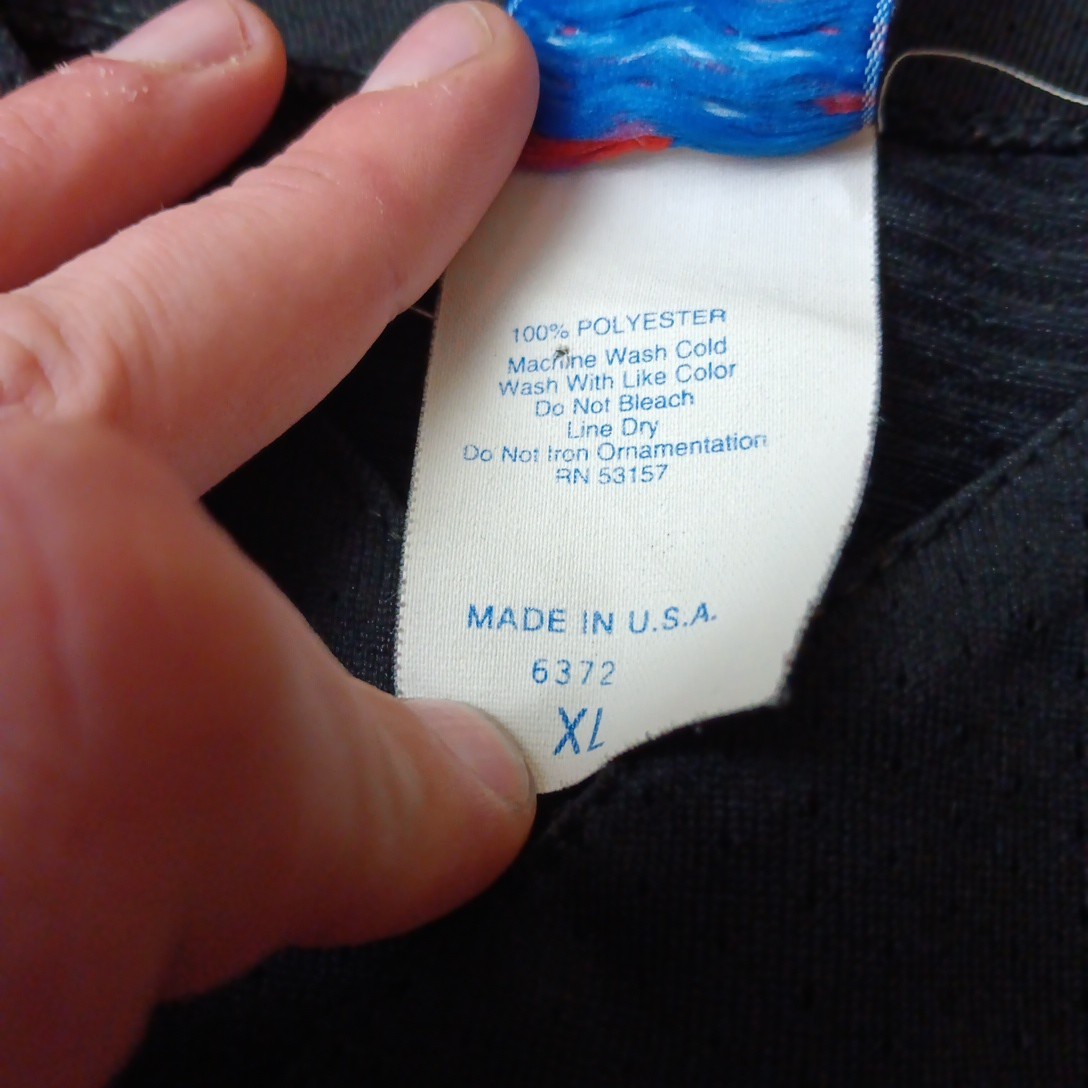 100% POLYESTER
Machine Wash Cold
Wash With Like Color
Do Not Bleach
Line Dry
Do Not Iron Ornamentation
RN 53157
MADE IN U.S.A.
6372
XL